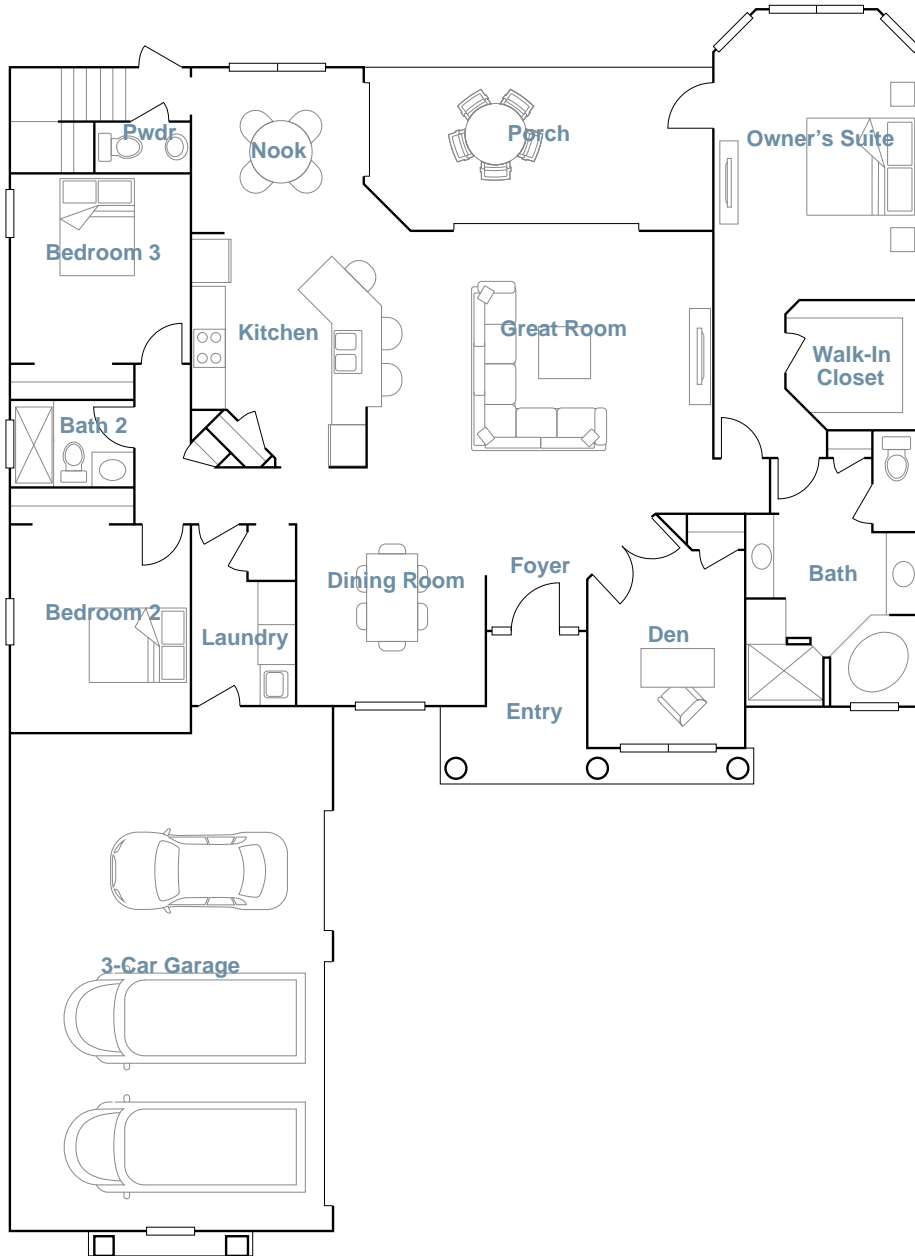 Pwdr
Nook
Porch
Owner's Suite
Bedroom 3
Kitchen
Great Room
Walk-In
Closet
Bath 2
Dining Room
Foyer
Bath
Bedroom 2
Laundry
Den
Entry
3-Car Garage